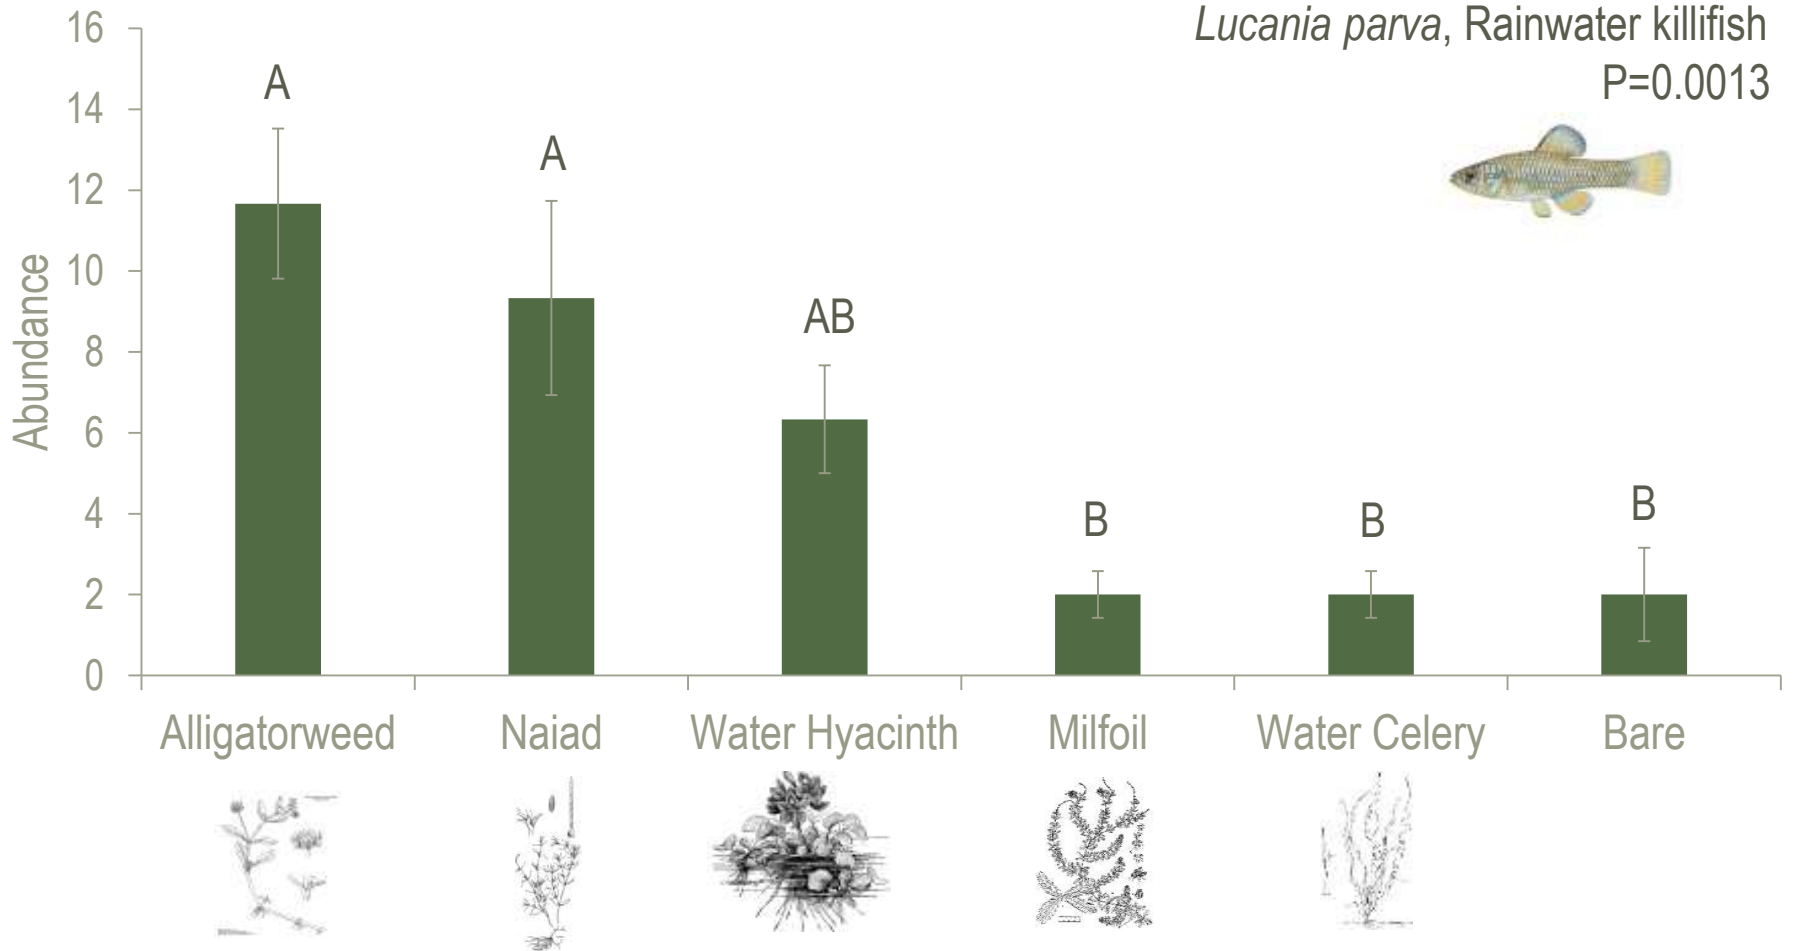 Lucania parva, Rainwater killifish
P=0.0013
Abundance
16
14
12
10
8
6
4
2
0
A
A
AB
B
B
B
Alligatorweed
Naiad
Water Hyacinth
Milfoil
Water Celery
Bare